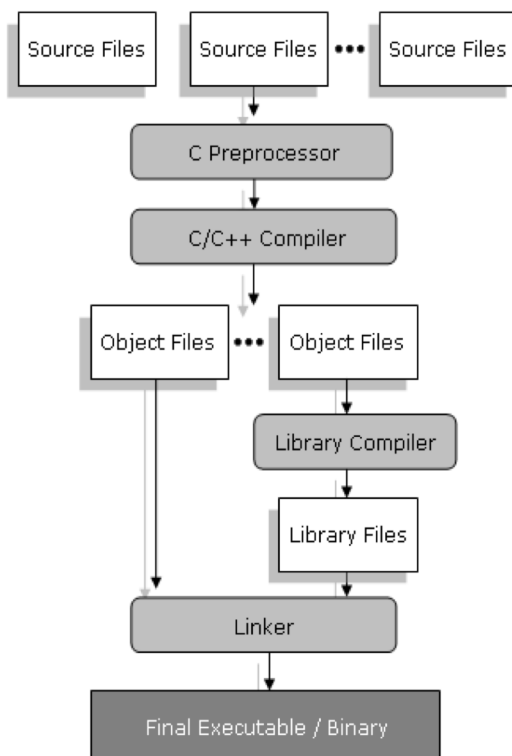 Source Files
Source Files
Source Files
C Preprocessor
C/C++ Compiler
Object Files
Object Files
Library Compiler
Library Files
Linker
Final Executable / Binary